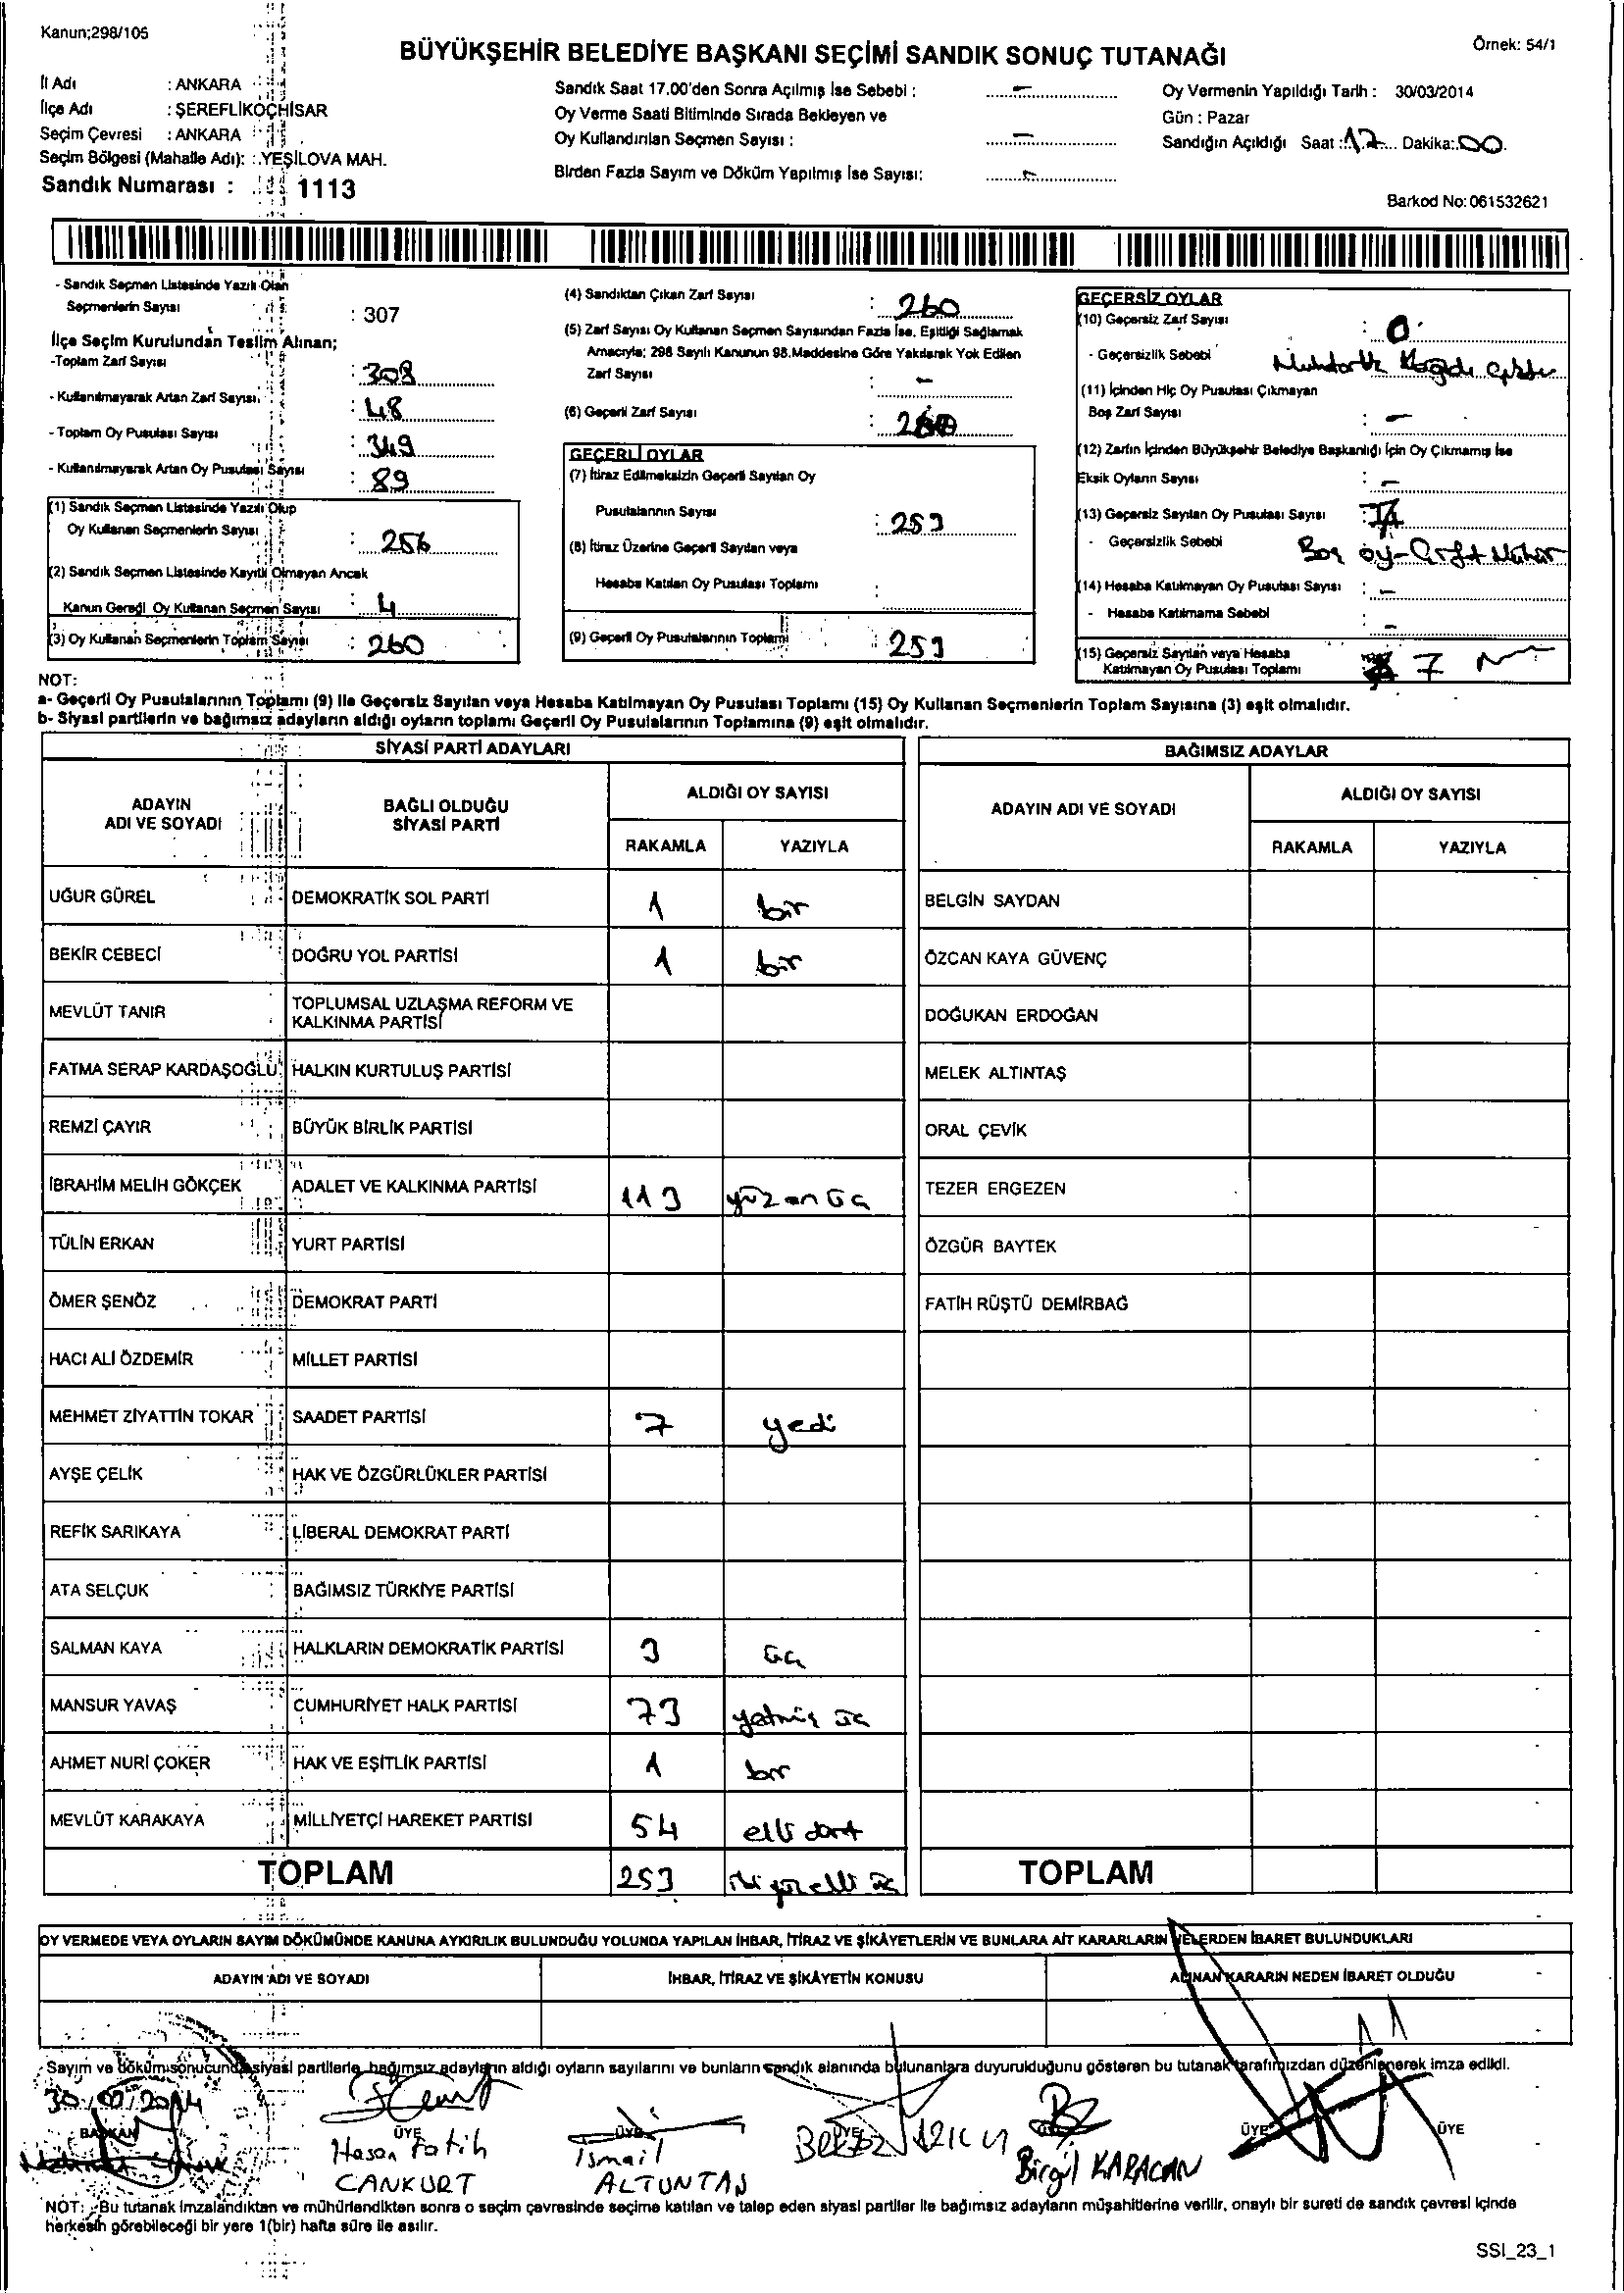 Kanun;298/105
Örnek: 54/1
BÜYÜKŞEHİR BELEDİYE BAŞKANI SEÇİMİ SANDIK SONUÇ TUTANAĞI
İl Adı : ANKARA
İlçe Adı : ŞEREFLİKOÇHİSAR
Seçim Çevresi : ANKARA
Seçim Bölgesi (Mahalle Adı): : YEŞİLOVA MAH.
Sandık Numarası : 1113
Sandık Saat 17.00'den Sonra Açılmış İse Sebebi : –
Oy Verme Saati Bitiminde Sırada Bekleyen ve
Oy Kullandırılan Seçmen Sayısı : –
Birden Fazla Sayım ve Döküm Yapılmış İse Sayısı: –
Oy Vermenin Yapıldığı Tarih : 30/03/2014
Gün : Pazar
Sandığın Açıldığı Saat : 17 Dakika: 00
Barkod No: 061532621
- Sandık Seçmen Listesinde Yazılı Olan
Seçmenlerin Sayısı : 307
İlçe Seçim Kurulundan Teslim Alınan;
-Toplam Zarf Sayısı : 308
- Kullanılmayarak Artan Zarf Sayısı : 48
- Toplam Oy Pusulası Sayısı : 349
- Kullanılmayarak Artan Oy Pusulası Sayısı : 89
(1) Sandık Seçmen Listesinde Yazılı Olup
Oy Kullanan Seçmenlerin Sayısı : 256
(2) Sandık Seçmen Listesinde Kayıtlı Olmayan Ancak
Kanun Gereği Oy Kullanan Seçmen Sayısı : 4
(3) Oy Kullanan Seçmenlerin Toplam Sayısı : 260
(4) Sandıktan Çıkan Zarf Sayısı : 260
(5) Zarf Sayısı Oy Kullanan Seçmen Sayısından Fazla İse, Eşitliği Sağlamak
Amacıyla; 298 Sayılı Kanunun 98.Maddesine Göre Yakılarak Yok Edilen
Zarf Sayısı : –
(6) Geçerli Zarf Sayısı : 260
GEÇERLİ OYLAR
(7) İtiraz Edilmeksizin Geçerli Sayılan Oy
Pusulalarının Sayısı : 253
(8) İtiraz Üzerine Geçerli Sayılan veya
Hesaba Katılan Oy Pusulası Toplamı :
(9) Geçerli Oy Pusulalarının Toplamı : 253
GEÇERSİZ OYLAR
(10) Geçersiz Zarf Sayısı : 0
- Geçersizlik Sebebi : Muhtarlık
(11) İçinden Hiç Oy Pusulası Çıkmayan
Boş Zarf Sayısı : –
(12) Zarfın İçinden Büyükşehir Belediye Başkanlığı İçin Oy Çıkmamış İse
Eksik Oyların Sayısı : –
(13) Geçersiz Sayılan Oy Pusulası Sayısı :
- Geçersizlik Sebebi Boş oy- Çift Mühür
(14) Hesaba Katılmayan Oy Pusulası Sayısı : –
- Hesaba Katılmama Sebebi : –
(15) Geçersiz Sayılan veya Hesaba
Katılmayan Oy Pusulası Toplamı : 7
NOT:
a- Geçerli Oy Pusulalarının Toplamı (9) ile Geçersiz Sayılan veya Hesaba Katılmayan Oy Pusulası Toplamı (15) Oy Kullanan Seçmenlerin Toplam Sayısına (3) eşit olmalıdır.
b- Siyasi partilerin ve bağımsız adayların aldığı oyların toplamı Geçerli Oy Pusulalarının Toplamına (9) eşit olmalıdır.
SİYASİ PARTİ ADAYLARI
ADAYIN ADI VE SOYADI
BAĞLI OLDUĞU SİYASİ PARTİ
ALDIĞI OY SAYISI
RAKAMLA YAZIYLA
UĞUR GÜREL DEMOKRATİK SOL PARTİ 1 bir
BEKİR CEBECİ DOĞRU YOL PARTİSİ 1 bir
MEVLÜT TANIR TOPLUMSAL UZLAŞMA REFORM VE KALKINMA PARTİSİ
FATMA SERAP KARDAŞOĞLU HALKIN KURTULUŞ PARTİSİ
REMZİ ÇAYIR BÜYÜK BİRLİK PARTİSİ
İBRAHİM MELİH GÖKÇEK ADALET VE KALKINMA PARTİSİ 113 yüz on üç
TÜLİN ERKAN YURT PARTİSİ
ÖMER ŞENÖZ DEMOKRAT PARTİ
HACI ALİ ÖZDEMİR MİLLET PARTİSİ
MEHMET ZİYATTİN TOKAR SAADET PARTİSİ 7 yedi
AYŞE ÇELİK HAK VE ÖZGÜRLÜKLER PARTİSİ
REFİK SARIKAYA LİBERAL DEMOKRAT PARTİ
ATA SELÇUK BAĞIMSIZ TÜRKİYE PARTİSİ
SALMAN KAYA HALKLARIN DEMOKRATİK PARTİSİ 3 üç
MANSUR YAVAŞ CUMHURİYET HALK PARTİSİ 73 yetmiş üç
AHMET NURİ ÇOKER HAK VE EŞİTLİK PARTİSİ 1 bir
MEVLÜT KARAKAYA MİLLİYETÇİ HAREKET PARTİSİ 54 elli dört
TOPLAM 253 iki yüz elli üç
BAĞIMSIZ ADAYLAR
ADAYIN ADI VE SOYADI
ALDIĞI OY SAYISI
RAKAMLA YAZIYLA
BELGİN SAYDAN
ÖZCAN KAYA GÜVENÇ
DOĞUKAN ERDOĞAN
MELEK ALTINTAŞ
ORAL ÇEVİK
TEZER ERGEZEN
ÖZGÜR BAYTEK
FATİH RÜŞTÜ DEMİRBAĞ
TOPLAM
OY VERMEDE VEYA OYLARIN SAYIM DÖKÜMÜNDE KANUNA AYKIRILIK BULUNDUĞU YOLUNDA YAPILAN İHBAR, İTİRAZ VE ŞİKÂYETLERİN VE BUNLARA AİT KARARLARIN NELERDEN İBARET BULUNDUKLARI
ADAYIN ADI VE SOYADI İHBAR, İTİRAZ VE ŞİKÂYETİN KONUSU ALINAN KARARIN NEDEN İBARET OLDUĞU
Sayım ve döküm sonucunda siyasi partilerle bağımsız adayların aldığı oyların sayılarını ve bunların sandık alanında bulunanlara duyurulduğunu gösteren bu tutanak tarafımızdan düzenlenerek imza edildi.
30/03/2014
BAŞKAN ÜYE ÜYE ÜYE ÜYE ÜYE ÜYE
Hasan Fatih CANKURT
İsmail ALTUNTAŞ
Birgül KARACAN
NOT: Bu tutanak imzalandıktan ve mühürlendikten sonra o seçim çevresinde seçime katılan ve talep eden siyasi partiler ile bağımsız adayların müşahitlerine verilir, onaylı bir sureti de sandık çevresi içinde
herkesin görebileceği bir yere 1(bir) hafta süre ile asılır.
SSI_23_1